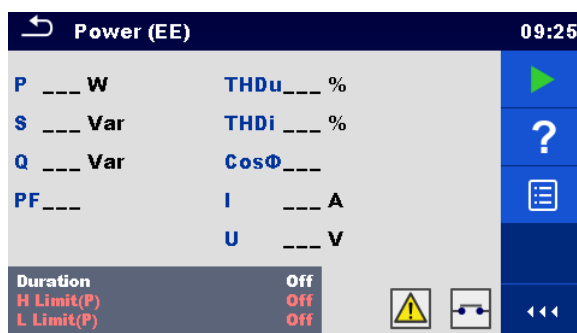 Power (EE) 09:25
P ___ W THDu___ %
S ___ Var THDi ___ %
Q ___ Var CosΦ___
PF___ I ___ A
U ___ V
Duration Off
H Limit(P) Off
L Limit(P) Off